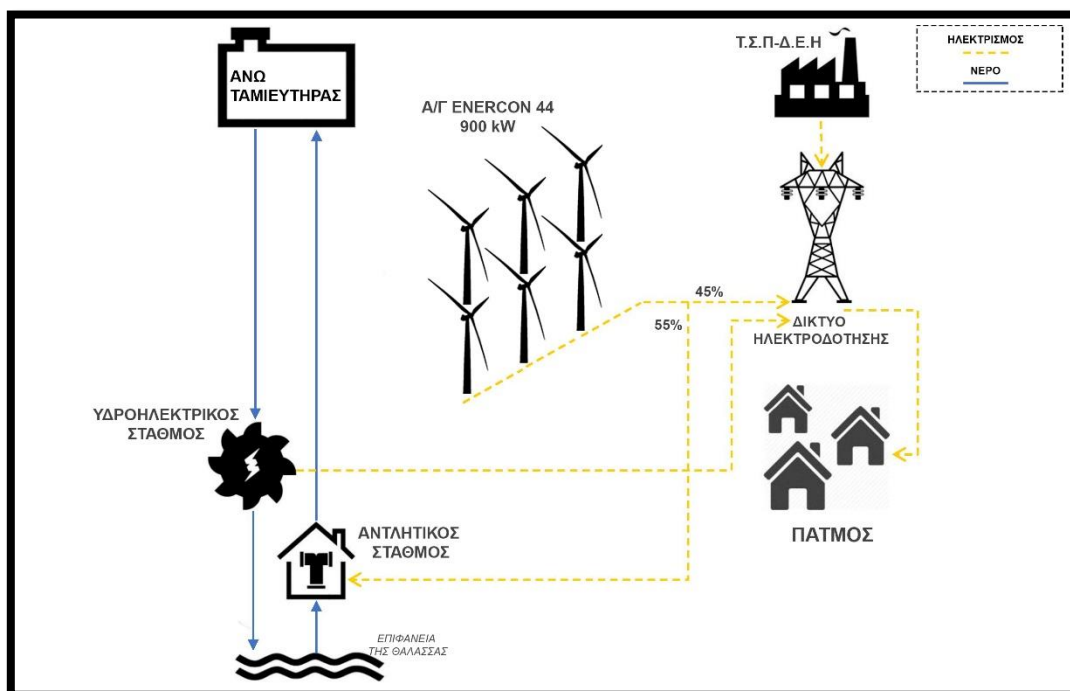 ΑΝΩ
ΤΑΜΙΕΥΤΗΡΑΣ
Α/Γ ENERCON 44
900 kW
Τ.Σ.Π-Δ.Ε.Η
ΗΛΕΚΤΡΙΣΜΟΣ
ΝΕΡΟ
45%
55%
ΔΙΚΤΥΟ
ΗΛΕΚΤΡΟΔΟΤΗΣΗΣ
ΥΔΡΟΗΛΕΚΤΡΙΚΟΣ
ΣΤΑΘΜΟΣ
ΑΝΤΛΗΤΙΚΟΣ
ΣΤΑΘΜΟΣ
ΠΑΤΜΟΣ
ΕΠΙΦΑΝΕΙΑ
ΤΗΣ ΘΑΛΑΣΣΑΣ